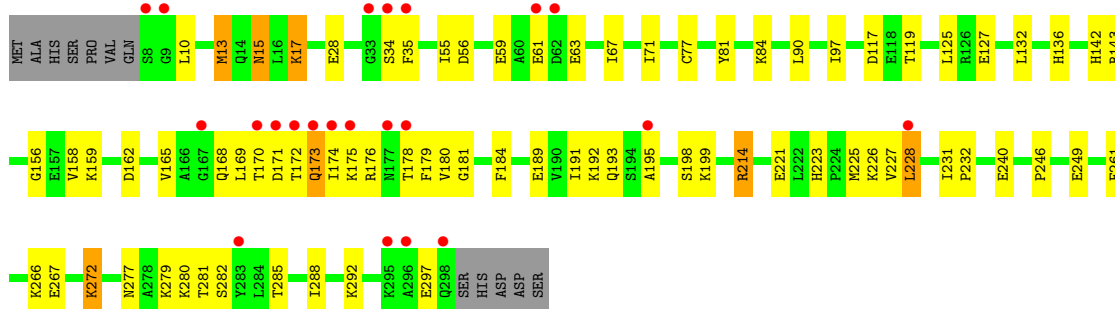 MET ALA HIS SER PRO VAL GLN S8 G9 L10 M13 Q14 N15 L16 K17 E28 G33 S34 F35 I55 D56 E59 A60 E61 D62 E63 I67 I71 C77 Y81 K84 L90 I97 D117 E118 T119 L125 R126 E127 L132 H136 H142 R143
G156 E157 V158 K159 D162 V165 A166 G167 Q168 L169 T170 D171 T172 Q173 I174 K175 R176 N177 T178 F179 V180 G181 F184 E189 V190 I191 K192 Q193 S194 A195 S198 K199 R214 E221 L222 H223 P224 M225 K226 V227 L228 I231 P232 E240 P246 E249
K266 E267 K272 N277 A278 K279 K280 T281 S282 Y283 L284 T285 I288 K292 K295 A296 E297 Q298 SER HIS ASP ASP SER